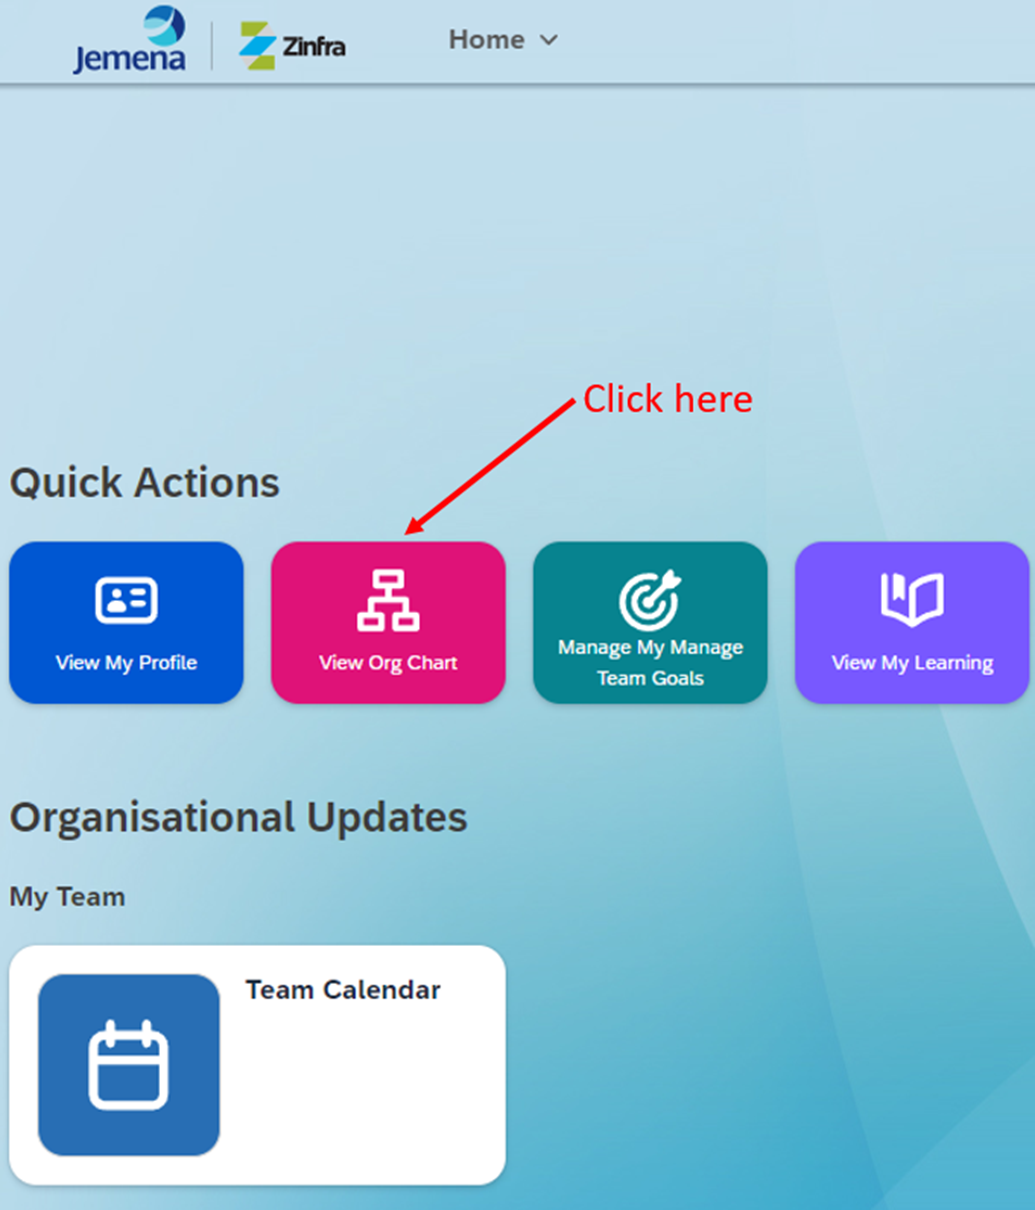 Jemena
Zinfra
Home
Click here
Quick Actions
View My Profile
View Org Chart
Manage My Manage
Team Goals
View My Learning
Organisational Updates
My Team
Team Calendar